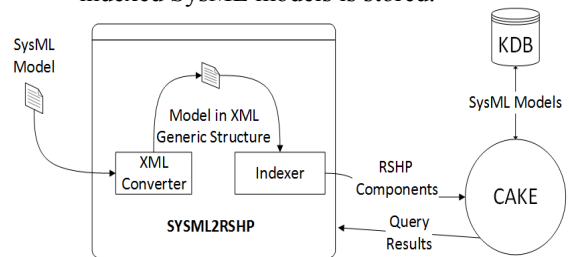 indexed SysML models is stored.
SysML
Model
Model in XML
Generic Structure
XML
Converter
Indexer
SYSML2RSHP
RSHP
Components
Query
Results
KDB
SysML Models
CAKE